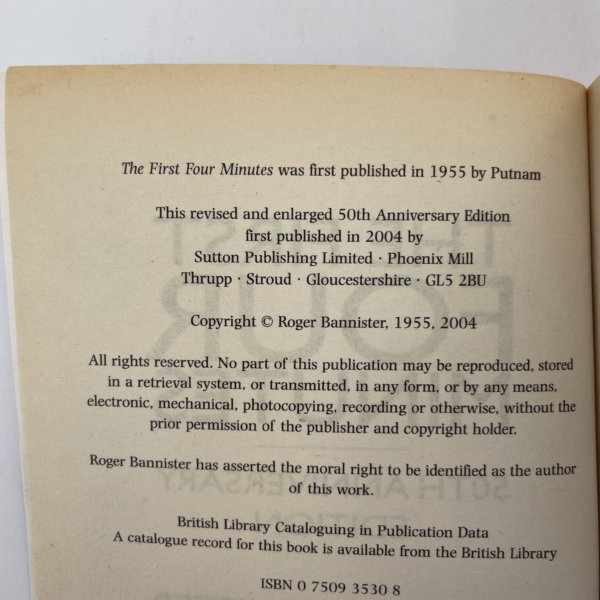 The First Four Minutes was first published in 1955 by Putnam
This revised and enlarged 50th Anniversary Edition
first published in 2004 by
Sutton Publishing Limited · Phoenix Mill
Thrupp · Stroud · Gloucestershire · GL5 2BU
Copyright © Roger Bannister, 1955, 2004
All rights reserved. No part of this publication may be reproduced, stored
in a retrieval system, or transmitted, in any form, or by any means,
electronic, mechanical, photocopying, recording or otherwise, without the
prior permission of the publisher and copyright holder.
Roger Bannister has asserted the moral right to be identified as the author
of this work.
British Library Cataloguing in Publication Data
A catalogue record for this book is available from the British Library
ISBN 0 7509 3530 8